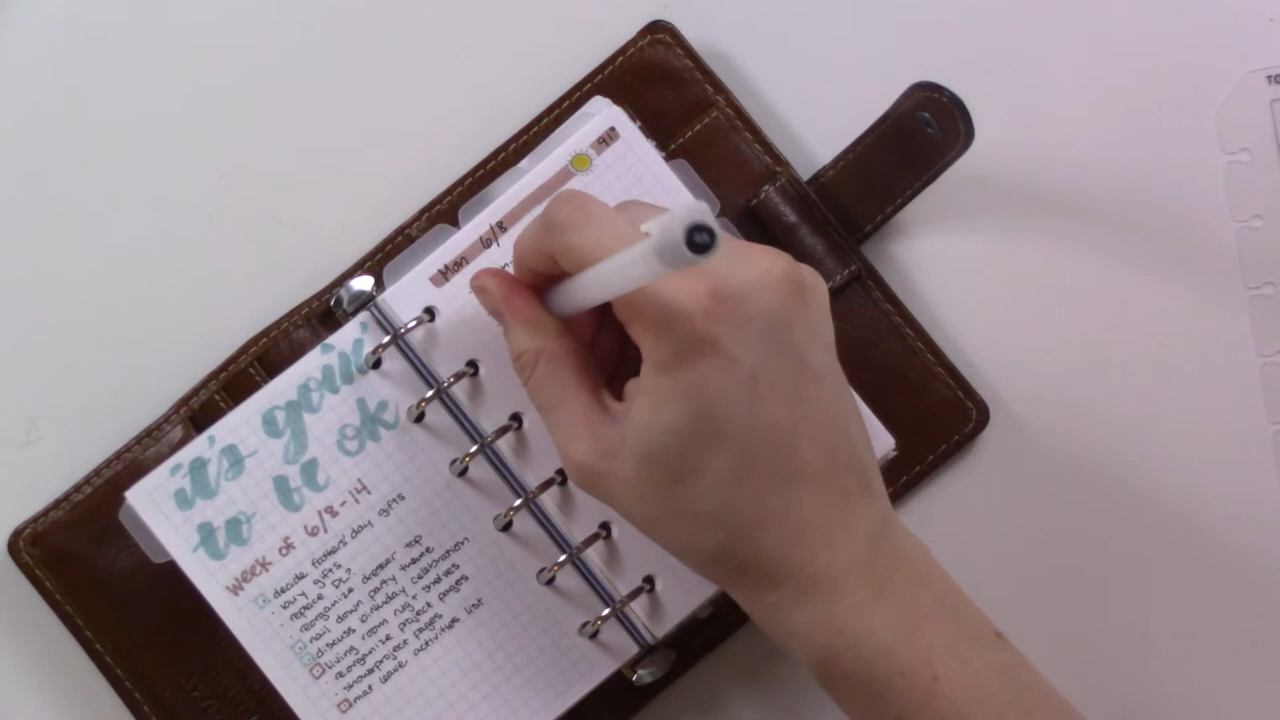 it's goin'
to be ok
week of 6/8-14
decide fathers' day gifts
· buy gifts
· replace DL?
· reorganize dresser top
nail down party theme
discuss birthday celebration
living room rug + shelves
· reorganize project pages
· show project pages
mat leave activities list
Mon 6/8 91°
TO